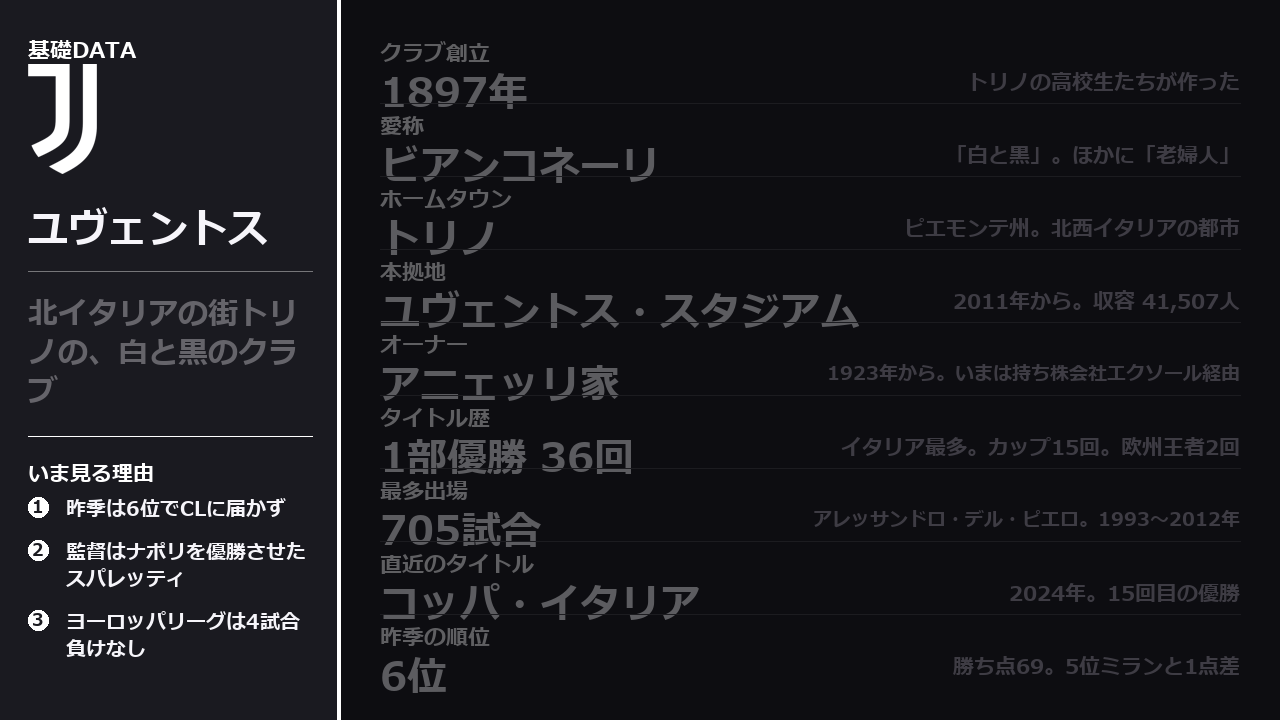 基礎DATA
ユヴェントス
北イタリアの街トリ
ノの、白と黒のクラ
ブ
いま見る理由
1 昨季は6位でCLに届かず
2 監督はナポリを優勝させた
スパレッティ
3 ヨーロッパリーグは4試合
負けなし
クラブ創立
1897年 トリノの高校生たちが作った
愛称
ビアンコネーリ 「白と黒」。ほかに「老婦人」
ホームタウン
トリノ ピエモンテ州。北西イタリアの都市
本拠地
ユヴェントス・スタジアム 2011年から。収容 41,507人
オーナー
アニェッリ家 1923年から。いまは持ち株会社エクソール経由
タイトル歴
1部優勝 36回 イタリア最多。カップ15回。欧州王者2回
最多出場
705試合 アレッサンドロ・デル・ピエロ。1993〜2012年
直近のタイトル
コッパ・イタリア 2024年。15回目の優勝
昨季の順位
6位 勝ち点69。5位ミランと1点差